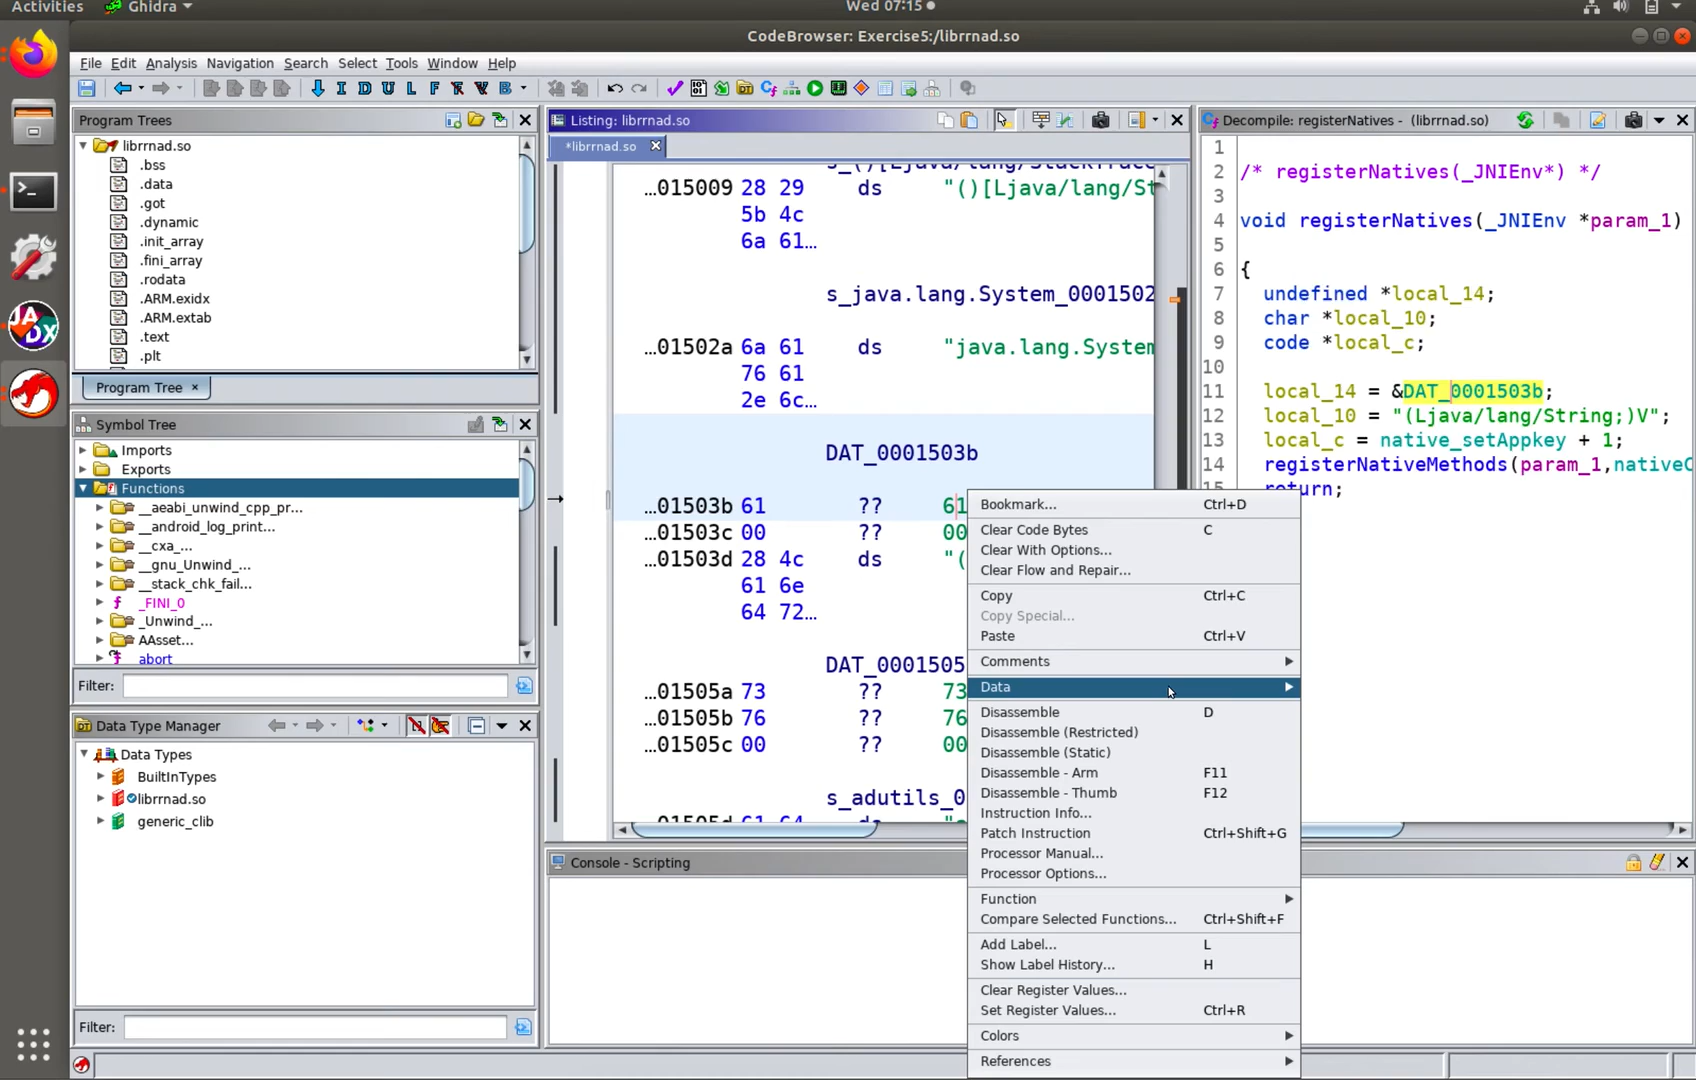 Activities
Ghidra
Wed 07:15
CodeBrowser: Exercise5:/librrnad.so
File Edit Analysis Navigation Search Select Tools Window Help
I D U L F B
Program Trees
librrnad.so
.bss
.data
.got
.dynamic
.init_array
.fini_array
.rodata
.ARM.exidx
.ARM.extab
.text
.plt
Program Tree ×
Symbol Tree
Imports
Exports
Functions
__aeabi_unwind_cpp_pr...
__android_log_print...
__cxa_...
__gnu_Unwind_...
__stack_chk_fail...
_FINI_0
_Unwind_...
AAsset...
abort
Filter:
Data Type Manager
Data Types
BuiltInTypes
librrnad.so
generic_clib
Filter:
Listing: librrnad.so
*librrnad.so
s_()[Ljava/lang/StackTrace
...015009 28 29 ds "()[Ljava/lang/St
5b 4c
6a 61...
s_java.lang.System_0001502
...01502a 6a 61 ds "java.lang.System
76 61
2e 6c...
DAT_0001503b
...01503b 61 ?? 61
...01503c 00 ?? 00
...01503d 28 4c ds "(
61 6e
64 72...
DAT_0001505
...01505a 73 ?? 73
...01505b 76 ?? 76
...01505c 00 ?? 00
s_adutils_0
...01505d 61 64 ds "a
Console - Scripting
Decompile: registerNatives - (librrnad.so)
1
2 /* registerNatives(_JNIEnv*) */
3
4 void registerNatives(_JNIEnv *param_1)
5
6 {
7 undefined *local_14;
8 char *local_10;
9 code *local_c;
10
11 local_14 = &DAT_0001503b;
12 local_10 = "(Ljava/lang/String;)V";
13 local_c = native_setAppkey + 1;
14 registerNativeMethods(param_1,nativeC
15 return;
Bookmark... Ctrl+D
Clear Code Bytes C
Clear With Options...
Clear Flow and Repair...
Copy Ctrl+C
Copy Special...
Paste Ctrl+V
Comments
Data
Disassemble D
Disassemble (Restricted)
Disassemble (Static)
Disassemble - Arm F11
Disassemble - Thumb F12
Instruction Info...
Patch Instruction Ctrl+Shift+G
Processor Manual...
Processor Options...
Function
Compare Selected Functions... Ctrl+Shift+F
Add Label... L
Show Label History... H
Clear Register Values...
Set Register Values... Ctrl+R
Colors
References